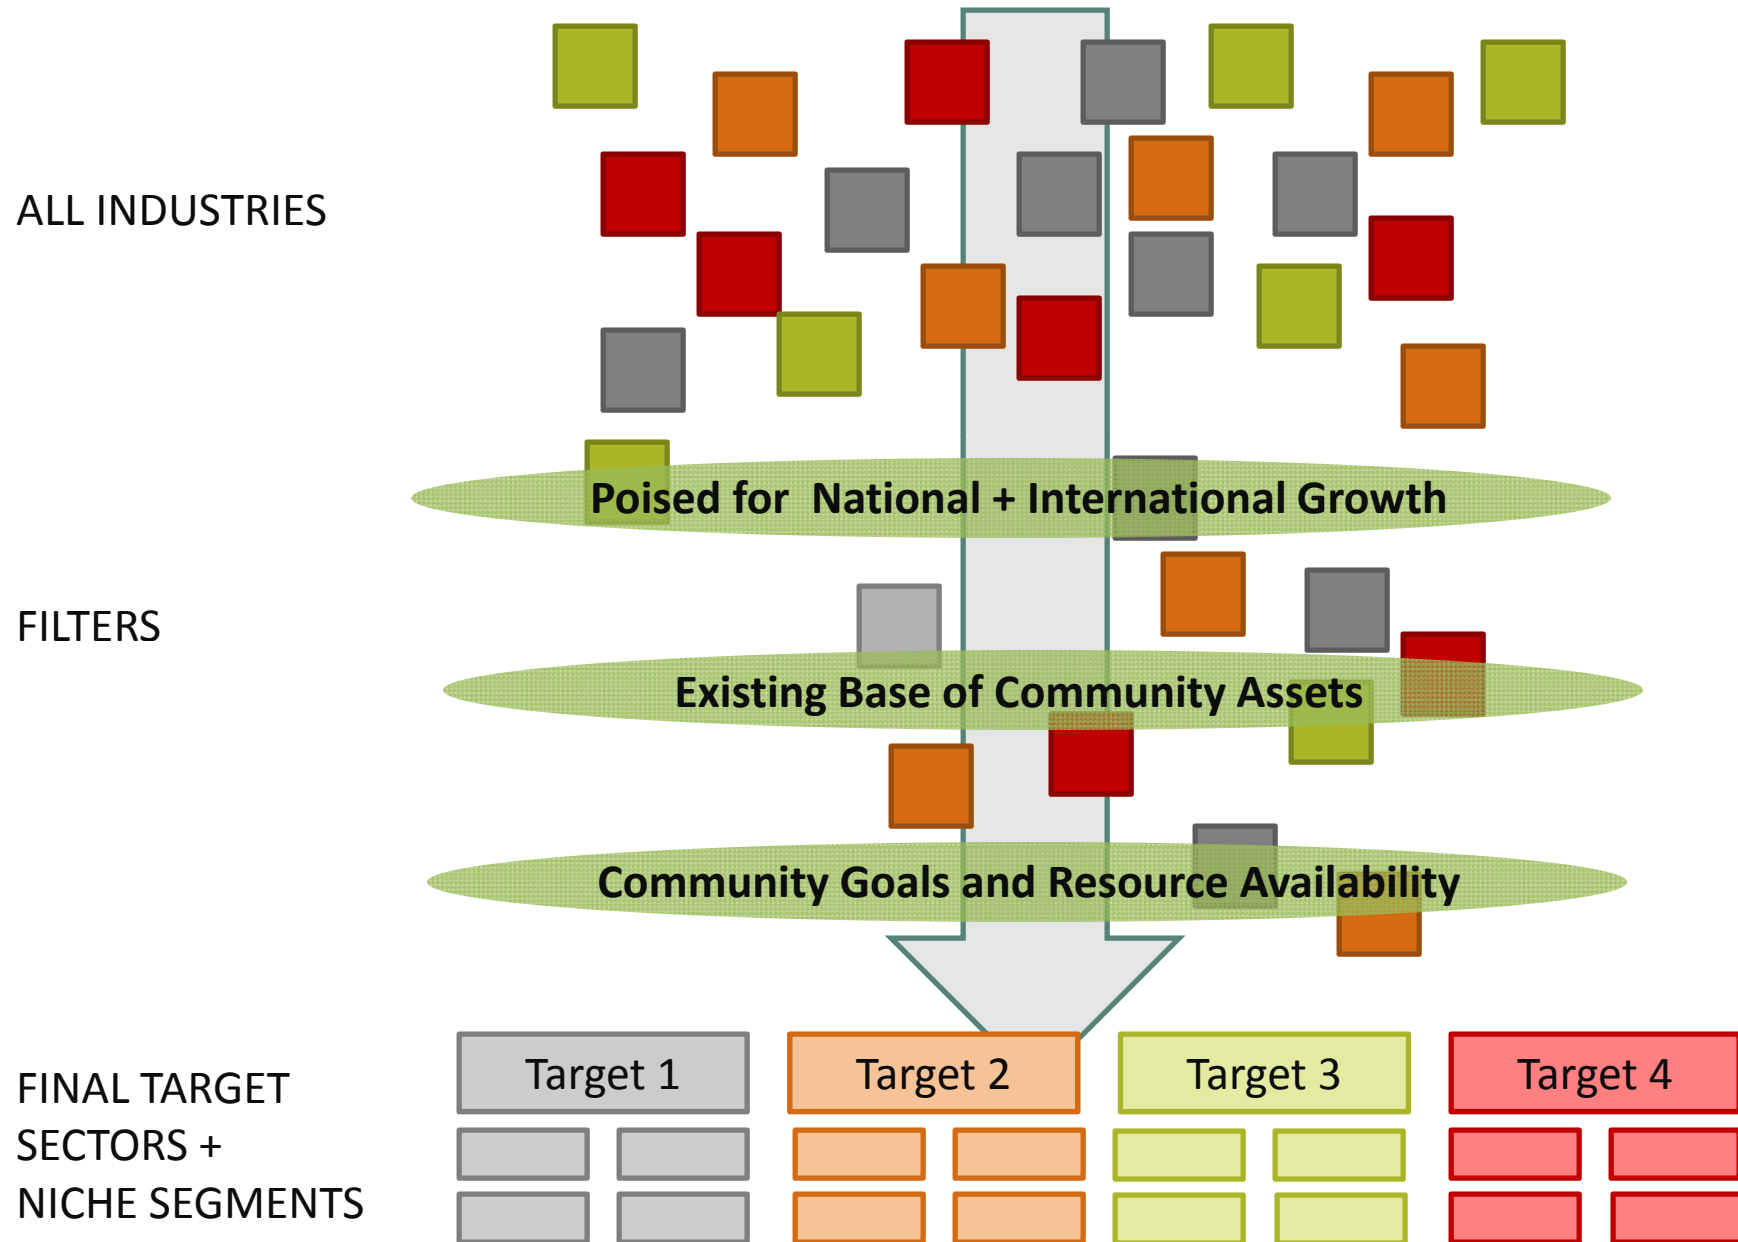 ALL INDUSTRIES
Poised for  National + International Growth
FILTERS
Existing Base of Community Assets
Community Goals and Resource Availability
Target 1
Target 2
Target 3
Target 4
FINAL TARGET
SECTORS +
NICHE SEGMENTS